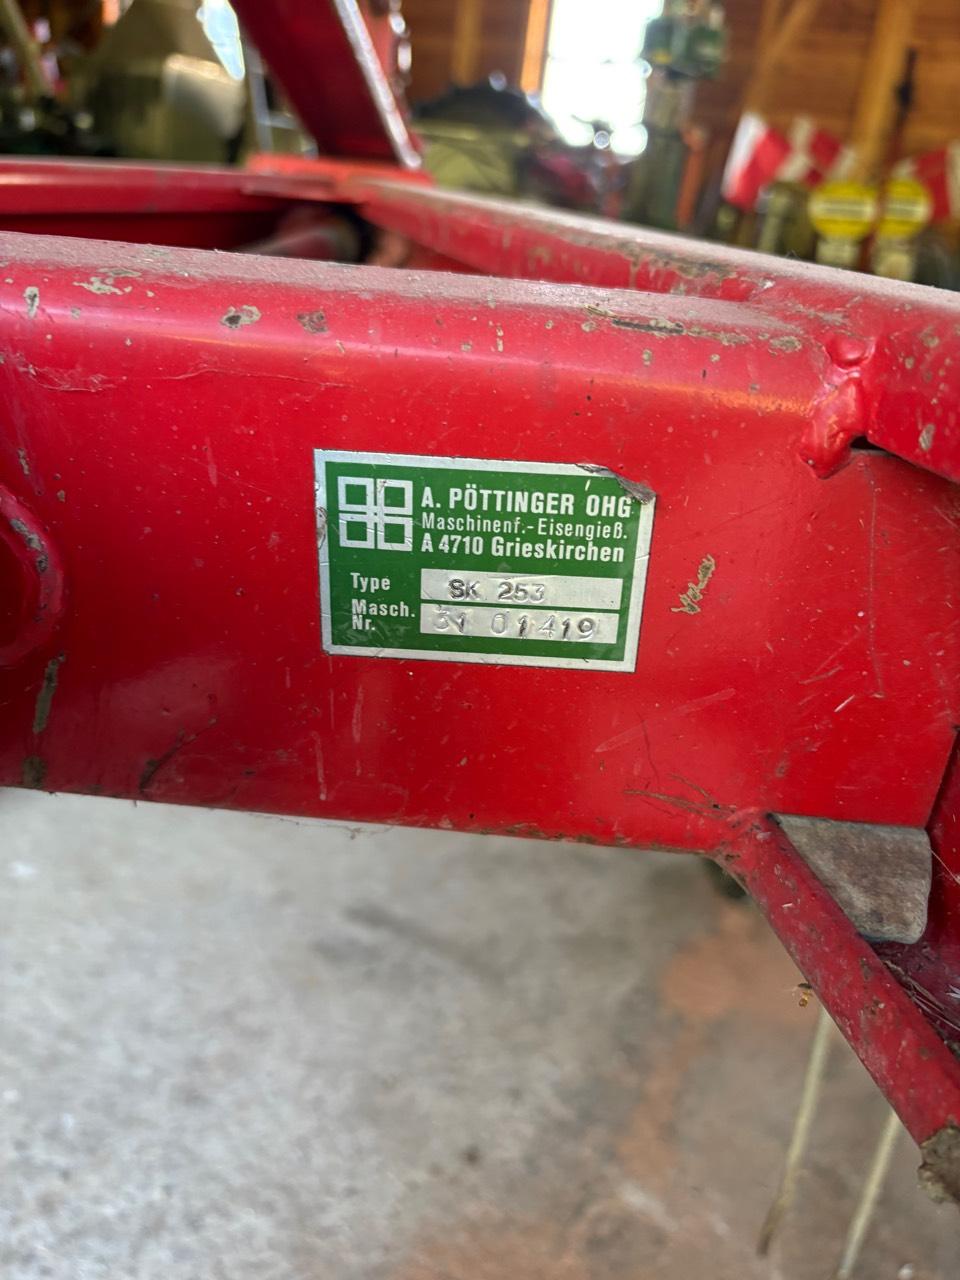 A. PÖTTINGER OHG
Maschinenf.-Eisengieß.
A 4710 Grieskirchen
Type SK 253
Masch. Nr. 31 01419